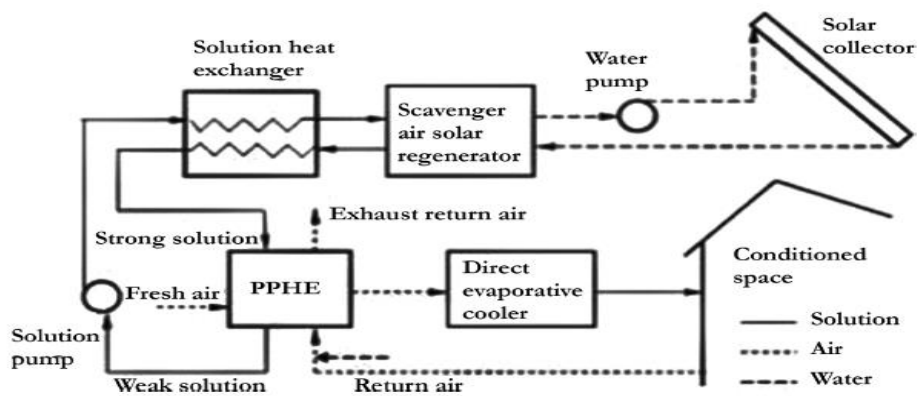 Solution heat
exchanger
Scavenger
air solar
regenerator
Water
pump
Solar
collector
Exhaust return air
Strong solution
Fresh air
PPHE
Direct
evaporative
cooler
Conditioned
space
Solution
pump
Weak solution
Return air
Solution
Air
Water